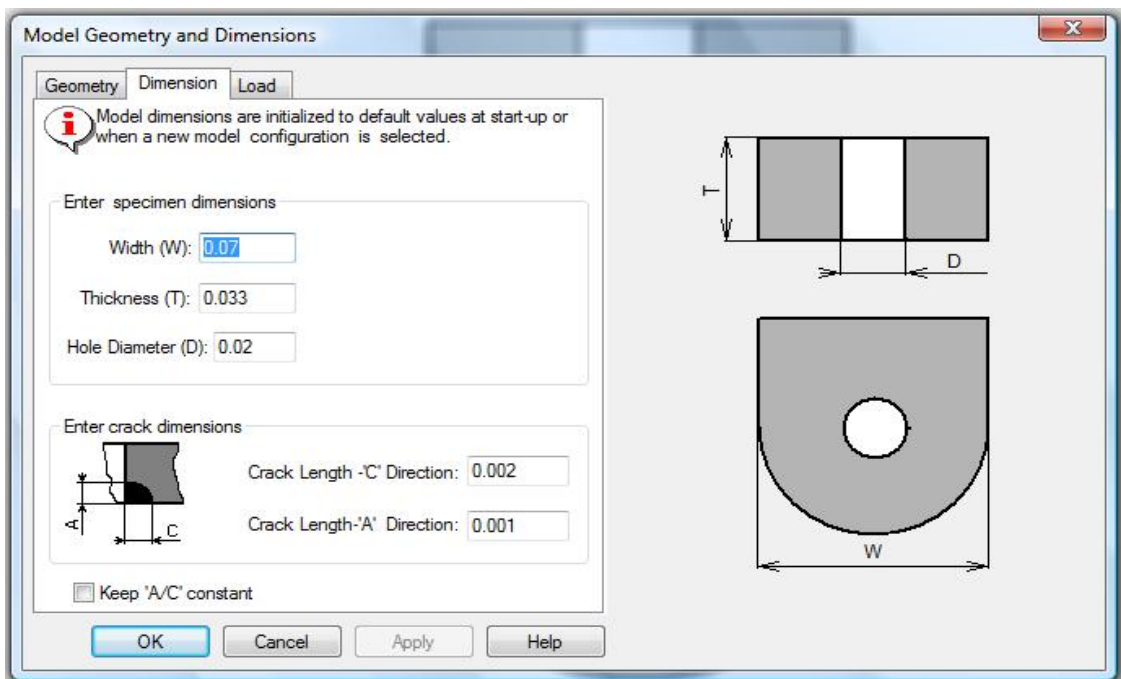 Model Geometry and Dimensions
Geometry Dimension Load
Model dimensions are initialized to default values at start-up or
when a new model configuration is selected.
Enter specimen dimensions
Width (W): 0.07
Thickness (T): 0.033
Hole Diameter (D): 0.02
Enter crack dimensions
Crack Length -'C' Direction: 0.002
Crack Length-'A' Direction: 0.001
A
C
Keep 'A/C' constant
OK Cancel Apply Help
T
D
W